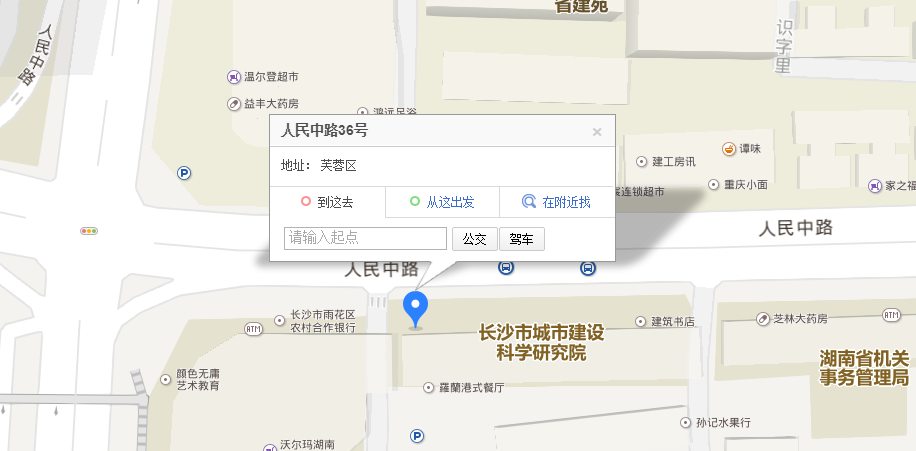 省建苑
人民中路
识字里
温尔登超市
益丰大药房
鸿远足浴
人民中路36号
×
地址： 芙蓉区
到这去
从这出发
在附近找
请输入起点
公交
驾车
P
建工房讯
谭味
重庆小面
家之福
连锁超市
人民中路
人民中路
长沙市雨花区
农村合作银行
ATM
长沙市城市建设
科学研究院
建筑书店
芝林大药房
ATM
湖南省机关
事务管理局
颜色无庸
艺术教育
羅蘭港式餐厅
孙记水果行
P
沃尔玛湖南